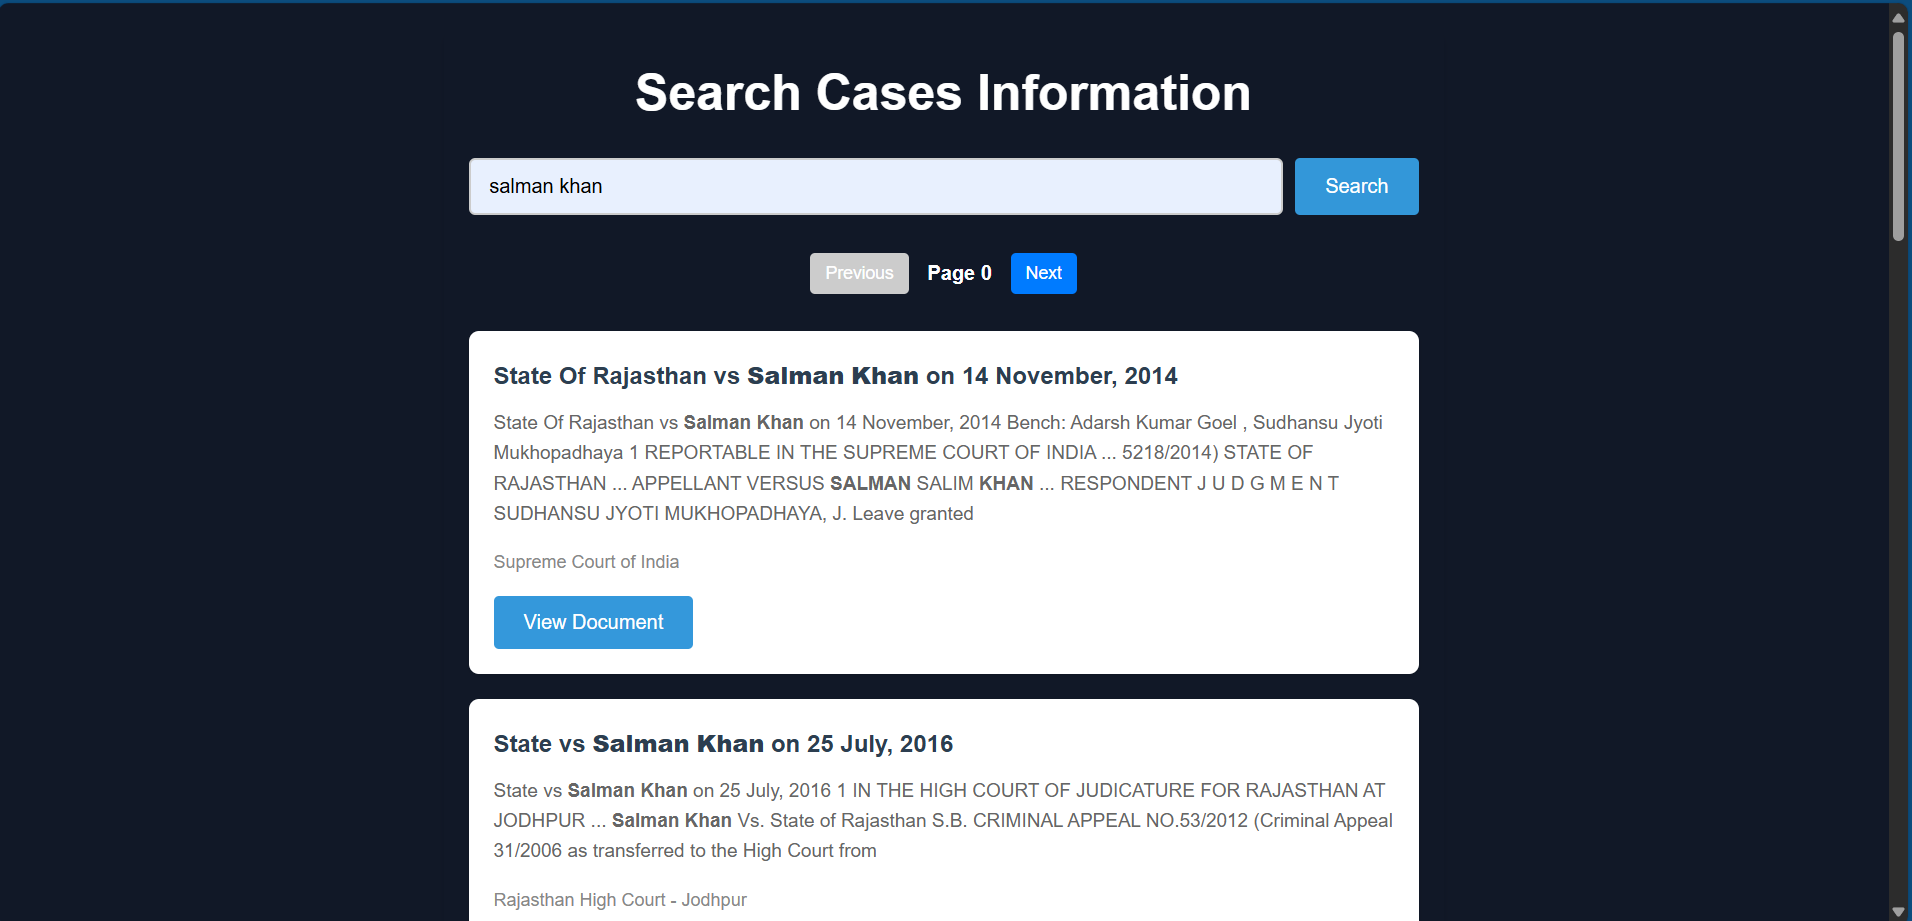 Search Cases Information
salman khan
Search
Previous
Page 0
Next
State Of Rajasthan vs Salman Khan on 14 November, 2014
State Of Rajasthan vs Salman Khan on 14 November, 2014 Bench: Adarsh Kumar Goel , Sudhansu Jyoti
Mukhopadhaya 1 REPORTABLE IN THE SUPREME COURT OF INDIA ... 5218/2014) STATE OF
RAJASTHAN ... APPELLANT VERSUS SALMAN SALIM KHAN ... RESPONDENT J U D G M E N T
SUDHANSU JYOTI MUKHOPADHAYA, J. Leave granted
Supreme Court of India
View Document
State vs Salman Khan on 25 July, 2016
State vs Salman Khan on 25 July, 2016 1 IN THE HIGH COURT OF JUDICATURE FOR RAJASTHAN AT
JODHPUR ... Salman Khan Vs. State of Rajasthan S.B. CRIMINAL APPEAL NO.53/2012 (Criminal Appeal
31/2006 as transferred to the High Court from
Rajasthan High Court - Jodhpur